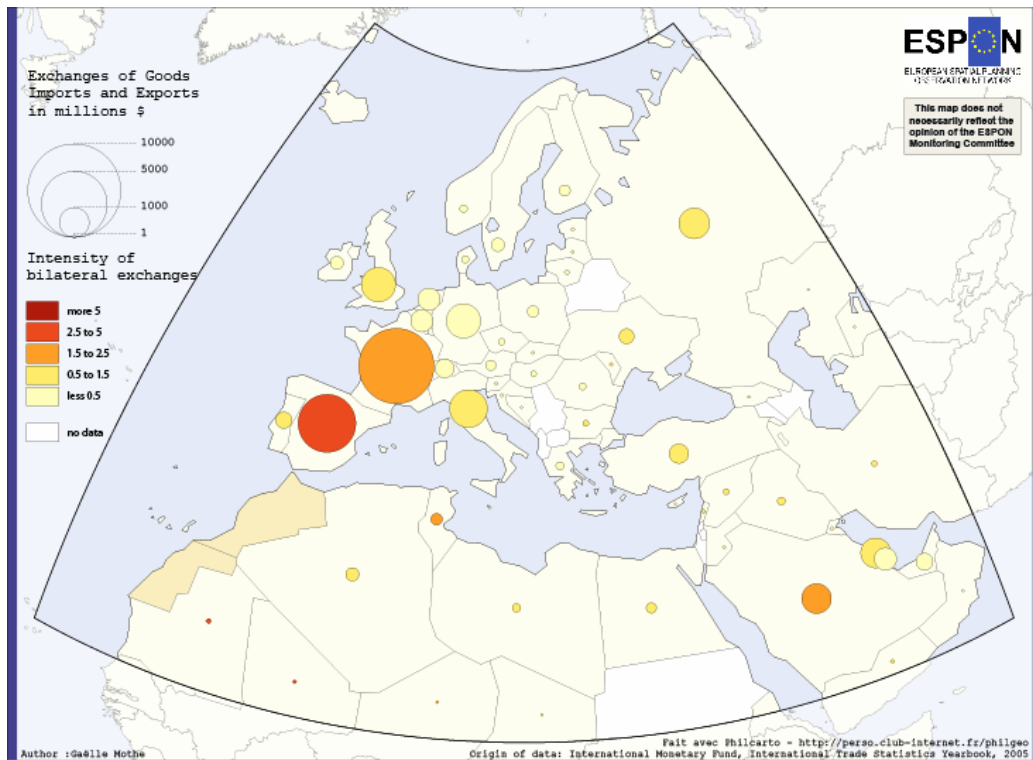 Exchanges of Goods
Imports and Exports
in millions $
10000
5000
1000
1
Intensity of
bilateral exchanges
more 5
2.5 to 5
1.5 to 2.5
0.5 to 1.5
less 0.5
no data
ESPON
EUROPEAN SPATIAL PLANNING
OBSERVATION NETWORK
This map does not
necessarily reflect the
opinion of the ESPON
Monitoring Committee
Author :Gaëlle Mothe
Fait avec Philcarto - http://perso.club-internet.fr/philgeo
Origin of data: International Monetary Fund, International Trade Statistics Yearbook, 2005